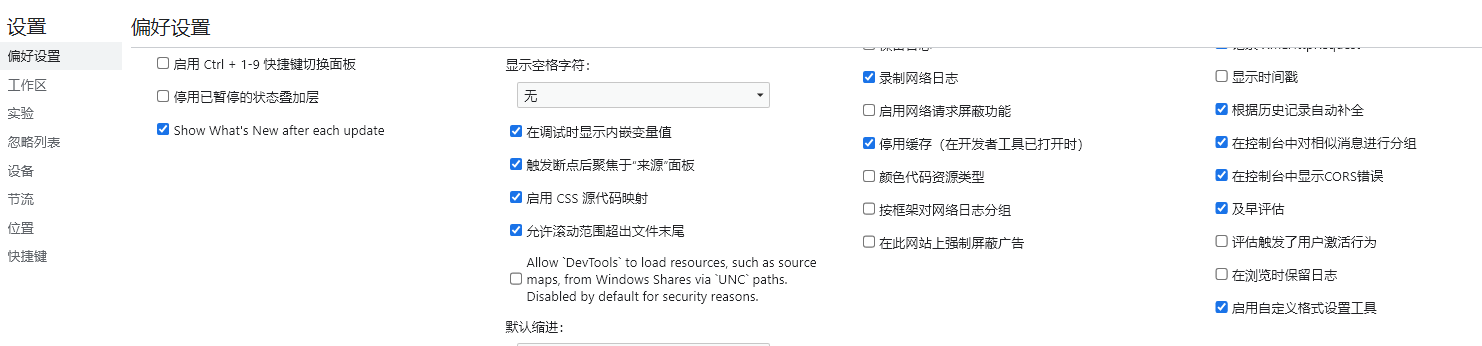 设置
偏好设置
工作区
实验
忽略列表
设备
节流
位置
快捷键
偏好设置
启用 Ctrl + 1-9 快捷键切换面板
停用已暂停的状态叠加层
Show What's New after each update
显示空格字符:
无
在调试时显示内嵌变量值
触发断点后聚焦于“来源”面板
启用 CSS 源代码映射
允许滚动范围超出文件末尾
Allow `DevTools` to load resources, such as source
maps, from Windows Shares via `UNC` paths.
Disabled by default for security reasons.
默认缩进:
录制网络日志
启用网络请求屏蔽功能
停用缓存（在开发者工具已打开时）
颜色代码资源类型
按框架对网络日志分组
在此网站上强制屏蔽广告
显示时间戳
根据历史记录自动补全
在控制台中对相似消息进行分组
在控制台中显示CORS错误
及早评估
评估触发了用户激活行为
在浏览时保留日志
启用自定义格式设置工具